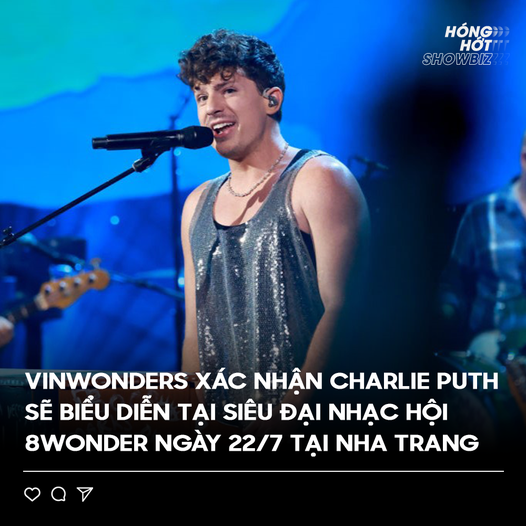 HÓNG
HỚT
SHOWBIZ
VINWONDERS XÁC NHẬN CHARLIE PUTH
SẼ BIỂU DIỄN TẠI SIÊU ĐẠI NHẠC HỘI
8WONDER NGÀY 22/7 TẠI NHA TRANG